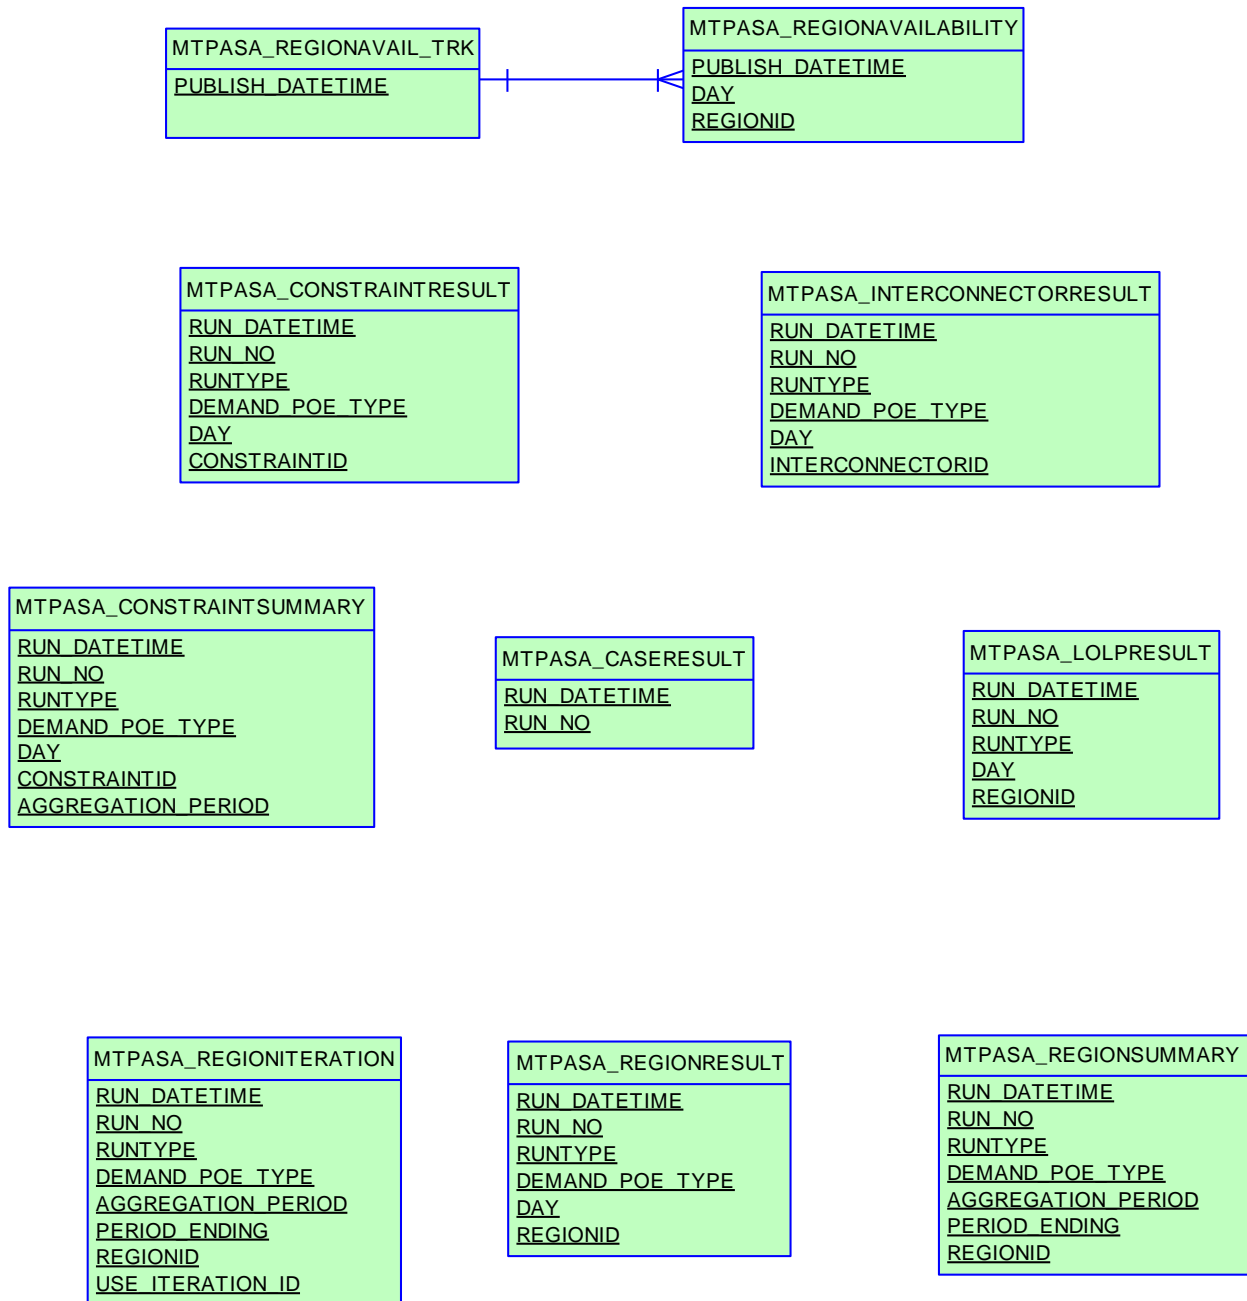 MTPASA_REGIONAVAIL_TRK
PUBLISH_DATETIME
MTPASA_REGIONAVAILABILITY
PUBLISH_DATETIME
DAY
REGIONID
MTPASA_CONSTRAINTRESULT
RUN_DATETIME
RUN_NO
RUNTYPE
DEMAND_POE_TYPE
DAY
CONSTRAINTID
MTPASA_INTERCONNECTORRESULT
RUN_DATETIME
RUN_NO
RUNTYPE
DEMAND_POE_TYPE
DAY
INTERCONNECTORID
MTPASA_CONSTRAINTSUMMARY
RUN_DATETIME
RUN_NO
RUNTYPE
DEMAND_POE_TYPE
DAY
CONSTRAINTID
AGGREGATION_PERIOD
MTPASA_CASERESULT
RUN_DATETIME
RUN_NO
MTPASA_LOLPRESULT
RUN_DATETIME
RUN_NO
RUNTYPE
DAY
REGIONID
MTPASA_REGIONITERATION
RUN_DATETIME
RUN_NO
RUNTYPE
DEMAND_POE_TYPE
AGGREGATION_PERIOD
PERIOD_ENDING
REGIONID
USE_ITERATION_ID
MTPASA_REGIONRESULT
RUN_DATETIME
RUN_NO
RUNTYPE
DEMAND_POE_TYPE
DAY
REGIONID
MTPASA_REGIONSUMMARY
RUN_DATETIME
RUN_NO
RUNTYPE
DEMAND_POE_TYPE
AGGREGATION_PERIOD
PERIOD_ENDING
REGIONID